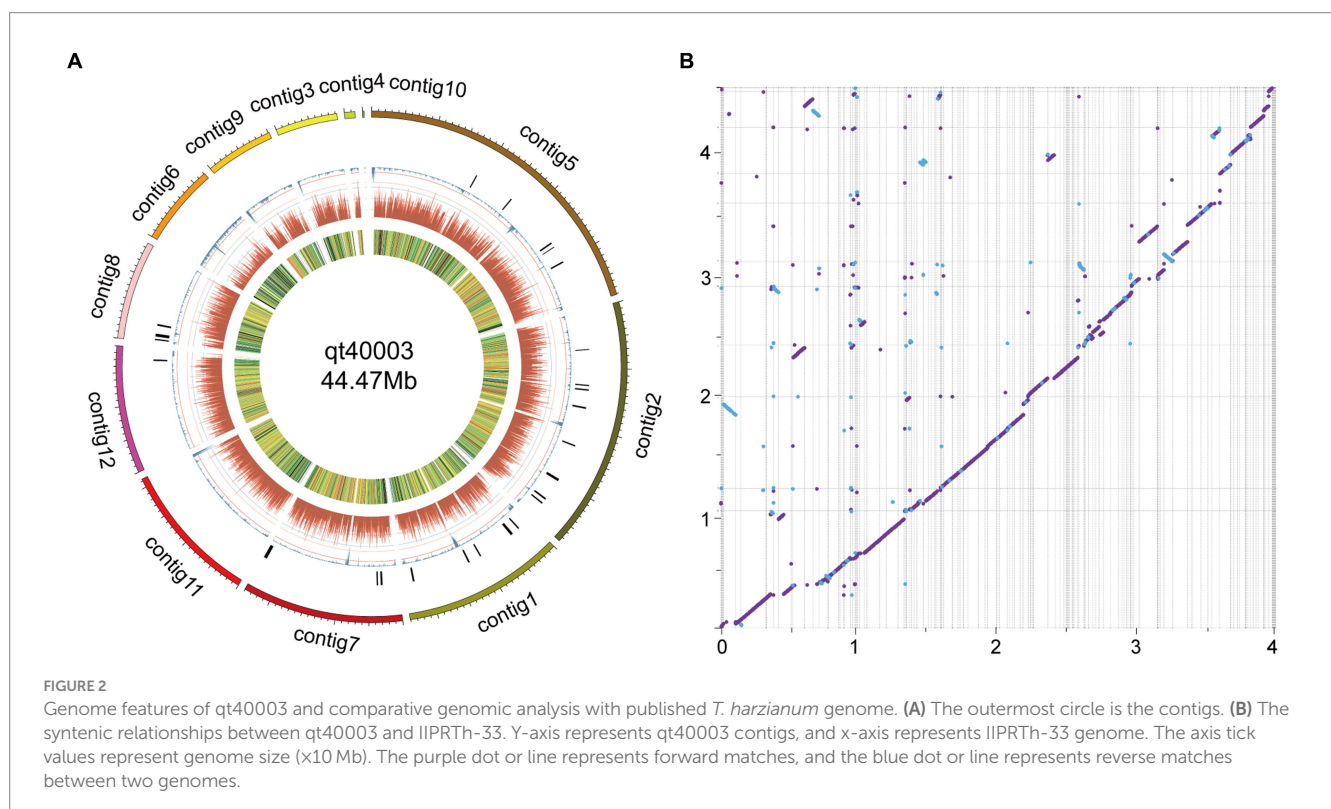 A
contig10
contig5
contig2
contig1
contig7
contig11
contig12
contig8
contig6
contig9
contig3
contig4
qt40003
44.47Mb
B
4
3
2
1
0
1
2
3
4
FIGURE 2
Genome features of qt40003 and comparative genomic analysis with published T. harzianum genome. (A) The outermost circle is the contigs. (B) The
syntenic relationships between qt40003 and IIPRTh-33. Y-axis represents qt40003 contigs, and x-axis represents IIPRTh-33 genome. The axis tick
values represent genome size (×10 Mb). The purple dot or line represents forward matches, and the blue dot or line represents reverse matches
between two genomes.